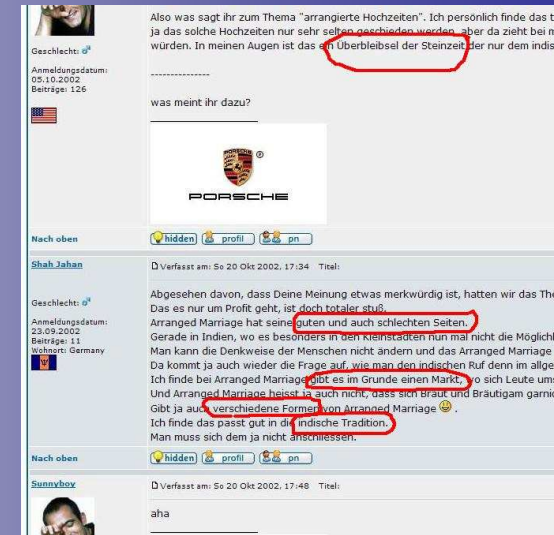 Also was sagt ihr zum Thema "arrangierte Hochzeiten". Ich persönlich finde das
ja das solche Hochzeiten nur sehr selten geschieden werden, aber da zieht bei
würden. In meinen Augen ist das ein Überbleibsel der Steinzeit der nur dem
Geschlecht:
Anmeldungsdatum:
05.10.2002
Beiträge: 126
---------------
was meint ihr dazu?
PORSCHE
PORSCHE
Nach oben
hidden profil pn
Shah Jahan
Verfasst am: So 20 Okt 2002, 17:34 Titel:
Geschlecht:
Anmeldungsdatum:
23.09.2002
Beiträge: 11
Wohnort: Germany
Abgesehen davon, dass Deine Meinung etwas merkwürdig ist, hatten wir das
Das es nur um Profit geht, ist doch totaler stuß.
Arranged Marriage hat seine guten und auch schlechten Seiten.
Gerade in Indien, wo es besonders in den Kleinstädten nun mal nicht die
Man kann die Denkweise der Menschen nicht ändern und das Arranged Marriage
Da kommt ja auch wieder die Frage auf, wie man den indischen Ruf denn im
Ich finde bei Arranged Marriage gibt es im Grunde einen Markt, wo sich Leute
Und Arranged Marriage heisst ja auch nicht, dass sich Braut und Bräutigam
Gibt ja auch verschiedene Formen von Arranged Marriage 🙂 .
Ich finde das passt gut in die indische Tradition.
Man muss sich dem ja nicht anschliessen.
Nach oben
hidden profil pn
Sunnyboy
Verfasst am: So 20 Okt 2002, 17:48 Titel:
aha